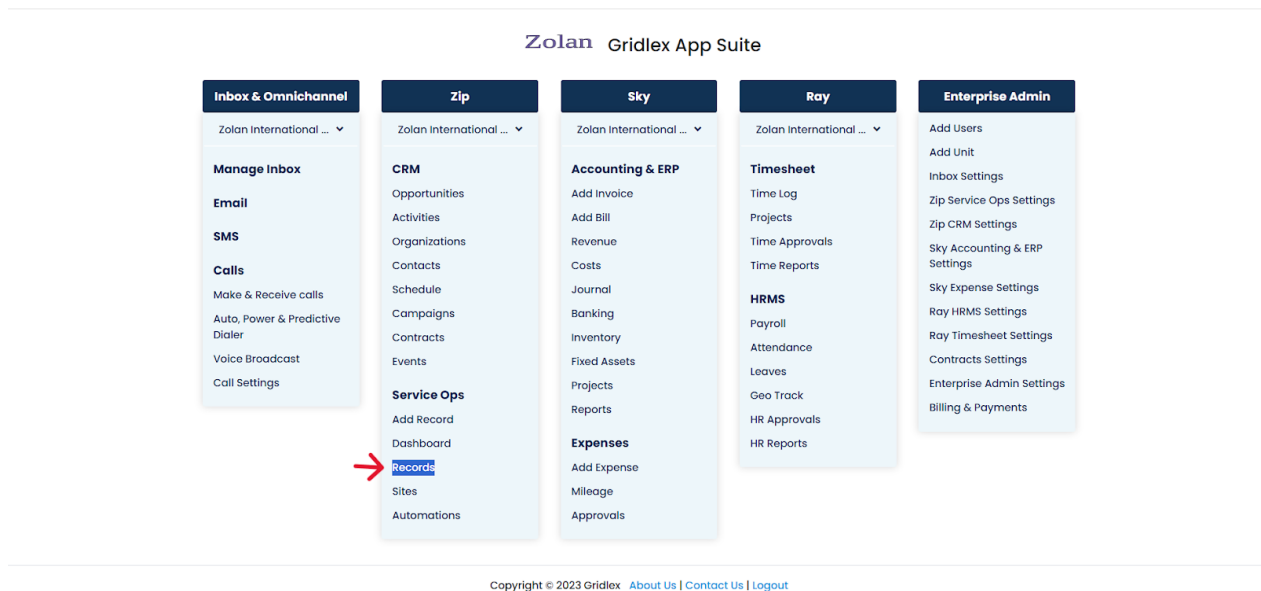 Zolan Gridlex App Suite
Inbox & Omnichannel
Zolan International ...
Manage Inbox
Email
SMS
Calls
Make & Receive calls
Auto, Power & Predictive
Dialer
Voice Broadcast
Call Settings
Zip
Zolan International ...
CRM
Opportunities
Activities
Organizations
Contacts
Schedule
Campaigns
Contracts
Events
Service Ops
Add Record
Dashboard
Records
Sites
Automations
Sky
Zolan International ...
Accounting & ERP
Add Invoice
Add Bill
Revenue
Costs
Journal
Banking
Inventory
Fixed Assets
Projects
Reports
Expenses
Add Expense
Mileage
Approvals
Ray
Zolan International ...
Timesheet
Time Log
Projects
Time Approvals
Time Reports
HRMS
Payroll
Attendance
Leaves
Geo Track
HR Approvals
HR Reports
Enterprise Admin
Add Users
Add Unit
Inbox Settings
Zip Service Ops Settings
Zip CRM Settings
Sky Accounting & ERP
Settings
Sky Expense Settings
Ray HRMS Settings
Ray Timesheet Settings
Contracts Settings
Enterprise Admin Settings
Billing & Payments
Copyright © 2023 Gridlex About Us | Contact Us | Logout